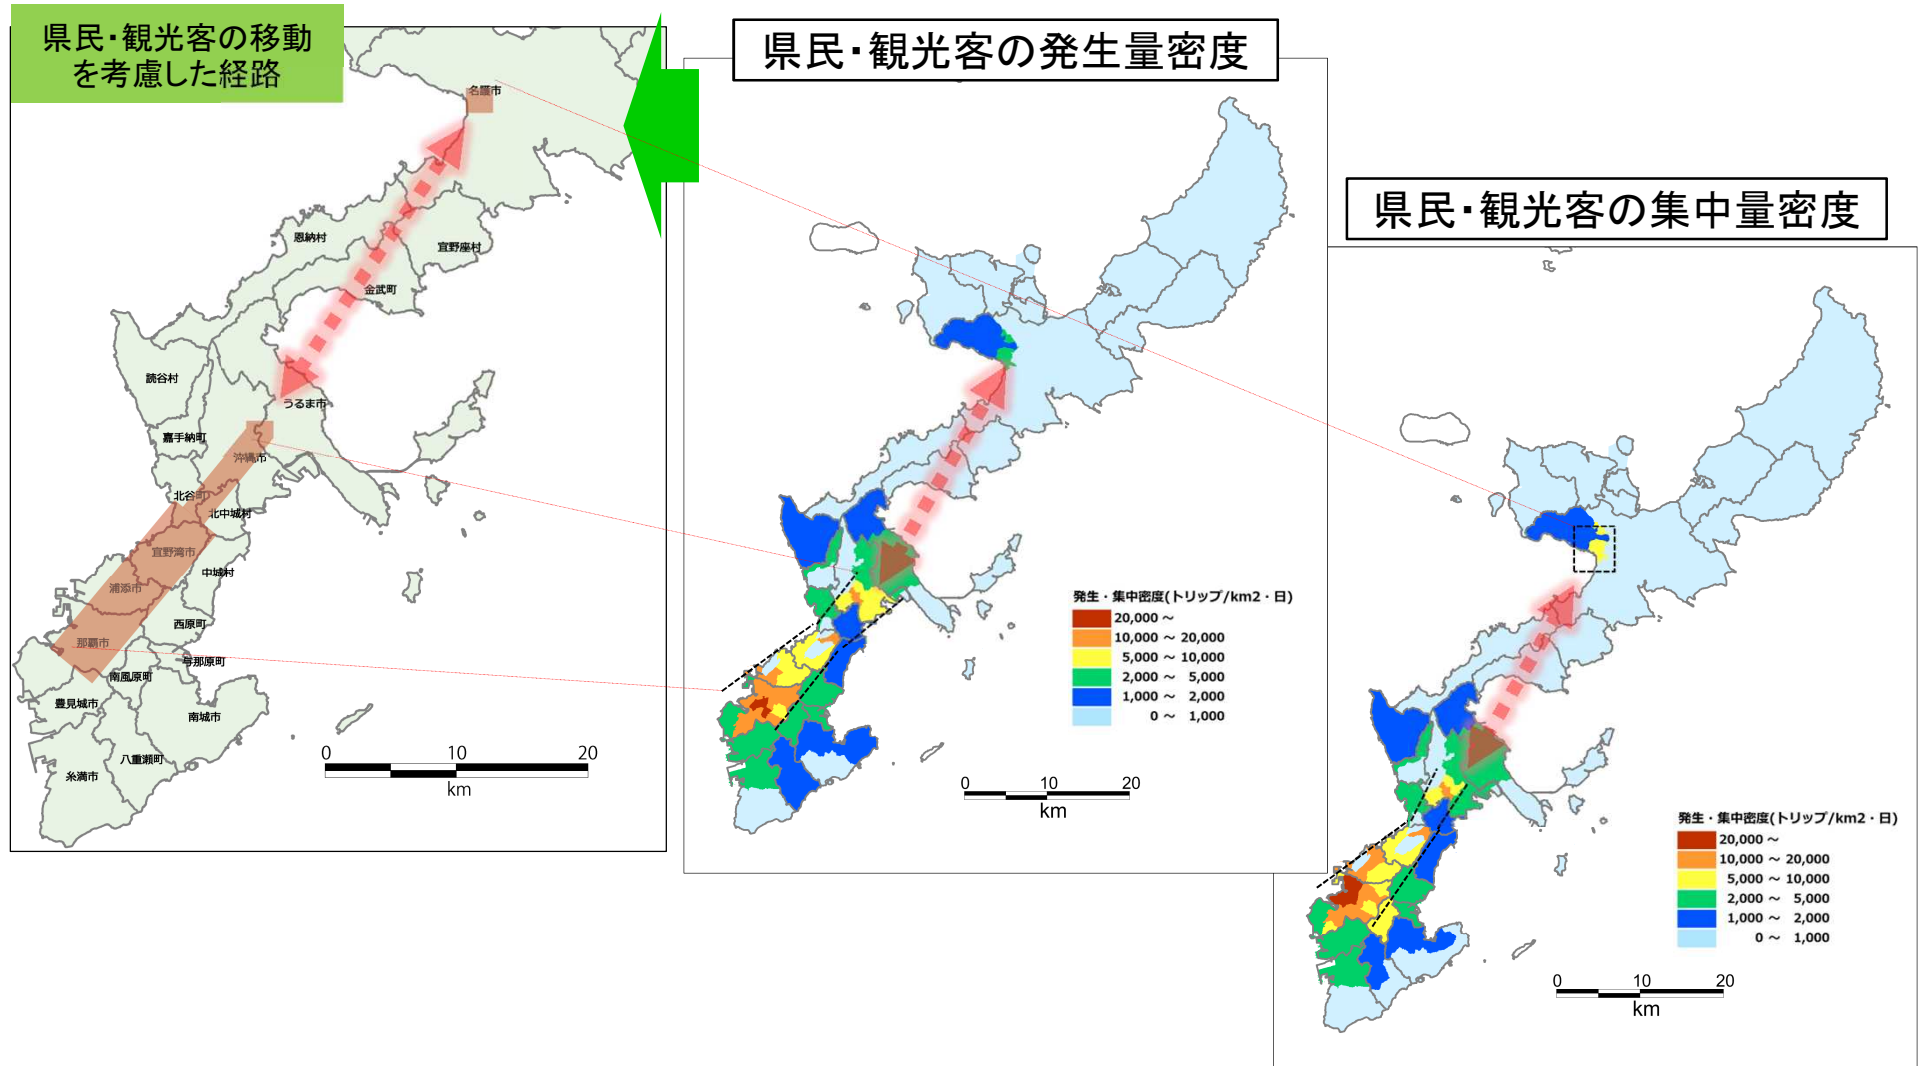 県民・観光客の移動
を考慮した経路
名護市
恩納村
宜野座村
金武町
読谷村
うるま市
嘉手納町
沖縄市
北谷町
北中城村
宜野湾市
中城村
浦添市
西原町
那覇市
与那原町
南風原町
豊見城市
南城市
八重瀬町
糸満市
0 10 20
km
県民・観光客の発生量密度
発生・集中密度(トリップ/km2・日)
20,000 ～
10,000 ～ 20,000
5,000 ～ 10,000
2,000 ～ 5,000
1,000 ～ 2,000
0 ～ 1,000
0 10 20
km
県民・観光客の集中量密度
発生・集中密度(トリップ/km2・日)
20,000 ～
10,000 ～ 20,000
5,000 ～ 10,000
2,000 ～ 5,000
1,000 ～ 2,000
0 ～ 1,000
0 10 20
km